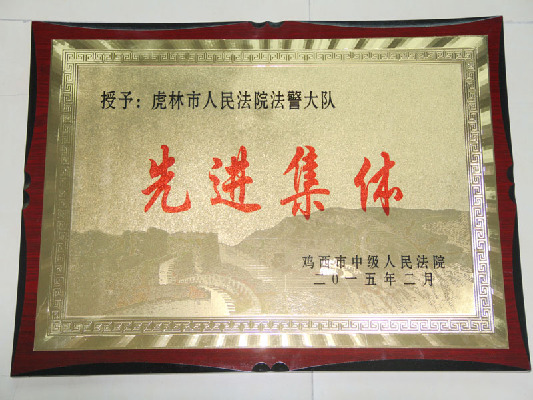 授予：虎林市人民法院法警大队
先进集体
鸡西市中级人民法院
二〇一五年二月